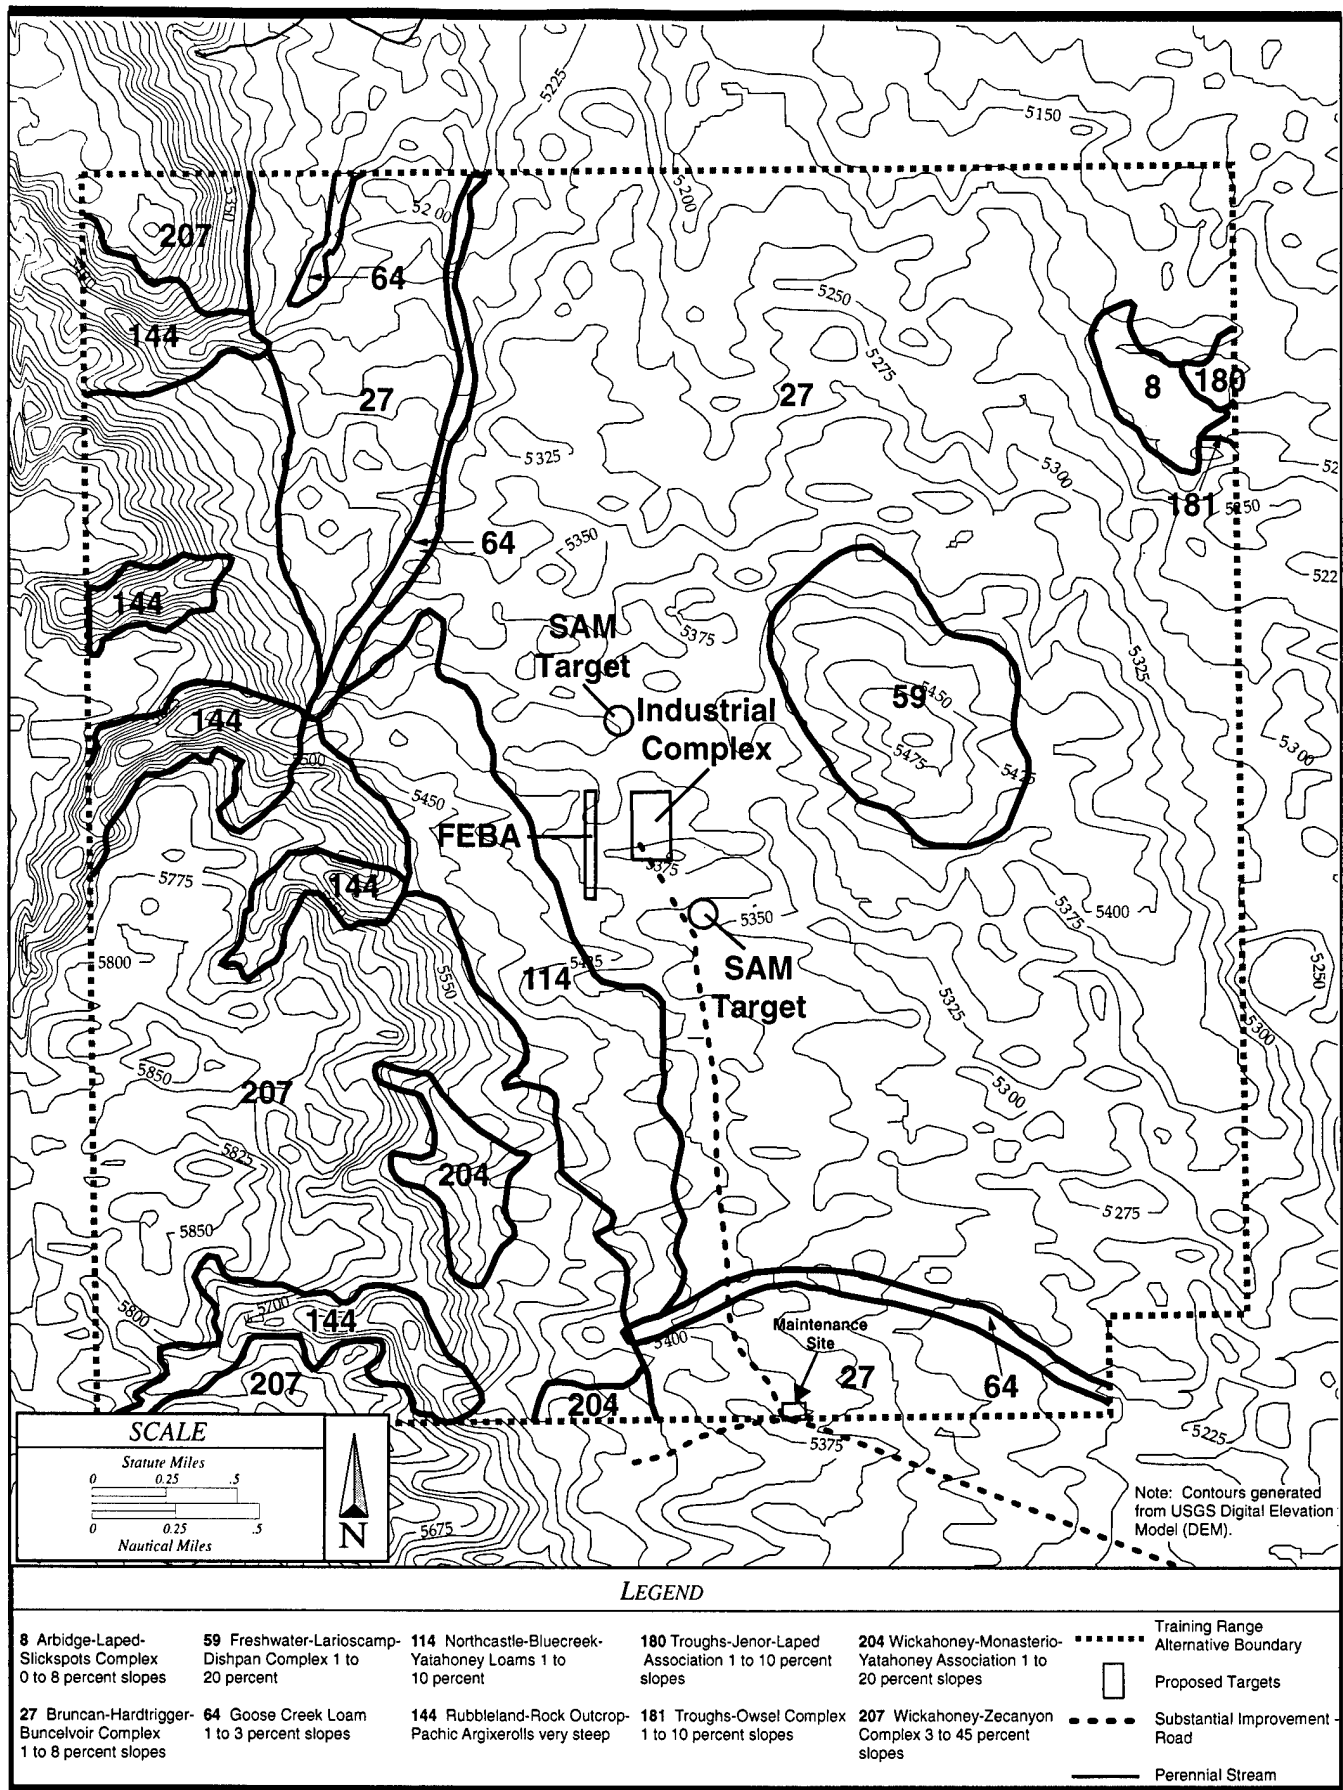 5225
5150
5350
5200
5200
207
64
144
5250
5275
27
27
8
180
5325
5300
181
5250
64
5350
522
144
SAM
Target
5375
5325
Industrial
Complex
59
5450
144
5475
5425
5300
5450
FEBA
5375
5775
144
5375
5400
5350
5800
5550
114
SAM
Target
5250
5325
5300
5850
207
5300
5825
204
5275
5850
5800
5700
144
Maintenance
Site
5400
207
27
64
204
5375
5225
SCALE
Statute Miles
0 0.25 .5
0 0.25 .5
Nautical Miles
N
5675
Note: Contours generated
from USGS Digital Elevation
Model (DEM).
LEGEND
8 Arbidge-Laped-
Slickspots Complex
0 to 8 percent slopes
27 Bruncan-Hardtrigger-
Buncelvoir Complex
1 to 8 percent slopes
59 Freshwater-Larioscamp-
Dishpan Complex 1 to
20 percent
64 Goose Creek Loam
1 to 3 percent slopes
114 Northcastle-Bluecreek-
Yatahoney Loams 1 to
10 percent
144 Rubbleland-Rock Outcrop-
Pachic Argixerolls very steep
180 Troughs-Jenor-Laped
Association 1 to 10 percent
slopes
181 Troughs-Owsel Complex
1 to 10 percent slopes
204 Wickahoney-Monasterio-
Yatahoney Association 1 to
20 percent slopes
207 Wickahoney-Zecanyon
Complex 3 to 45 percent
slopes
Training Range
Alternative Boundary
Proposed Targets
Substantial Improvement -
Road
Perennial Stream